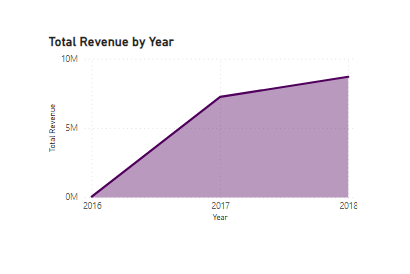 Total Revenue by Year
10M
5M
0M
Total Revenue
2016 2017 2018
Year